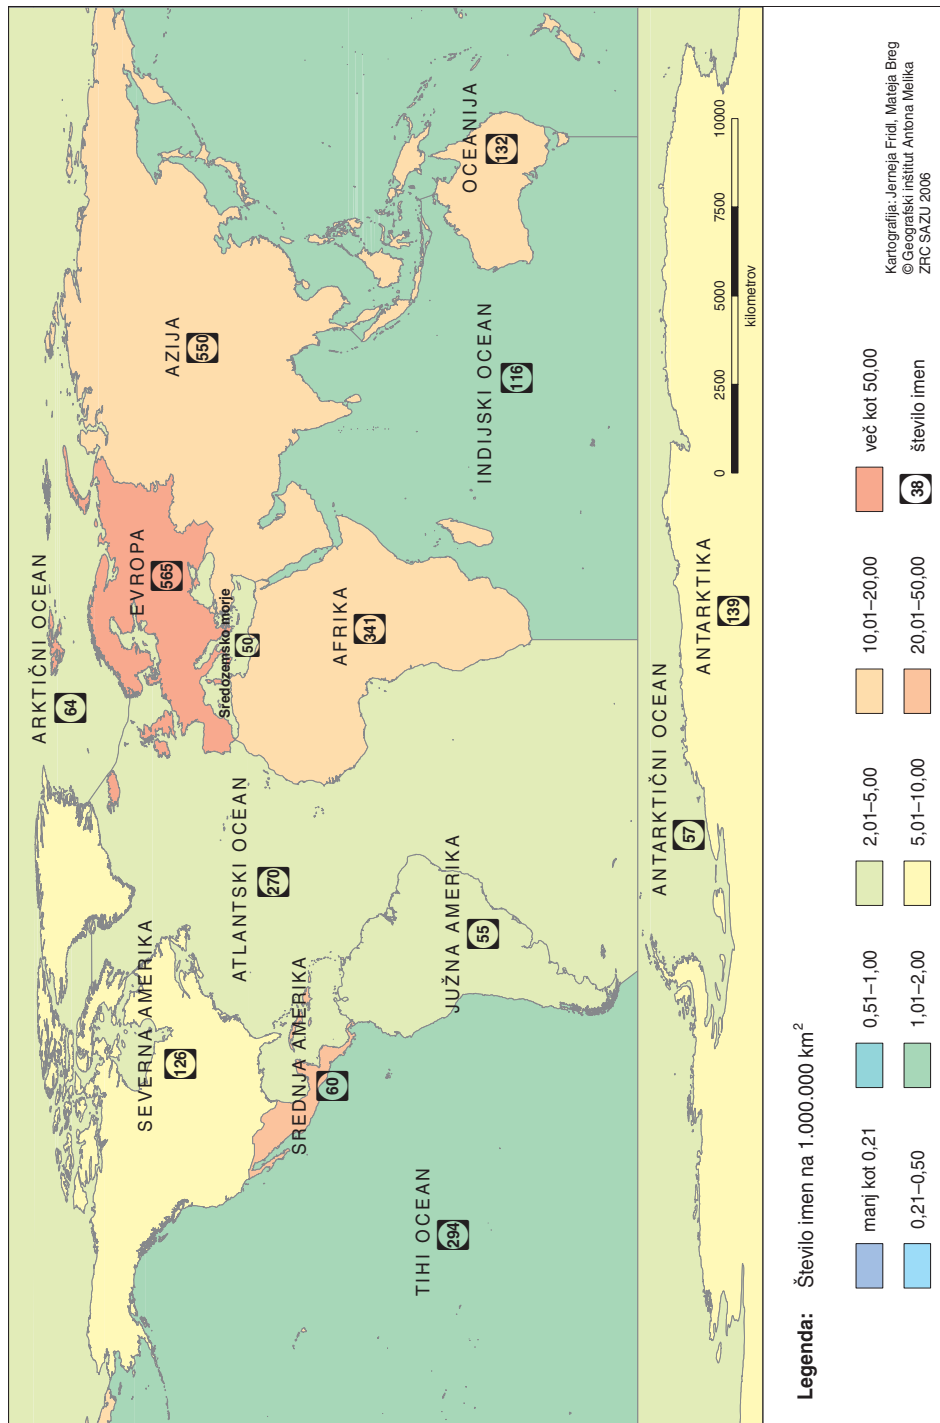 ARKTIČNI OCEAN
64
SEVERNA AMERIKA
126
EVROPA
565
AZIJA
550
Sredozemsko morje
50
ATLANTSKI OCEAN
270
SREDNJA AMERIKA
60
AFRIKA
341
TIHI OCEAN
294
JUŽNA AMERIKA
55
INDIJSKI OCEAN
116
OCEANIJA
132
ANTARKTIČNI OCEAN
57
ANTARKTIKA
139
0 2500 5000 7500 10000
kilometrov
Legenda: Število imen na 1.000.000 km²
manj kot 0,21
0,21–0,50
0,51–1,00
1,01–2,00
2,01–5,00
5,01–10,00
10,01–20,00
20,01–50,00
več kot 50,00
38 število imen
Kartografija: Jerneja Fridl, Mateja Breg
© Geografski inštitut Antona Melika
ZRC SAZU 2006